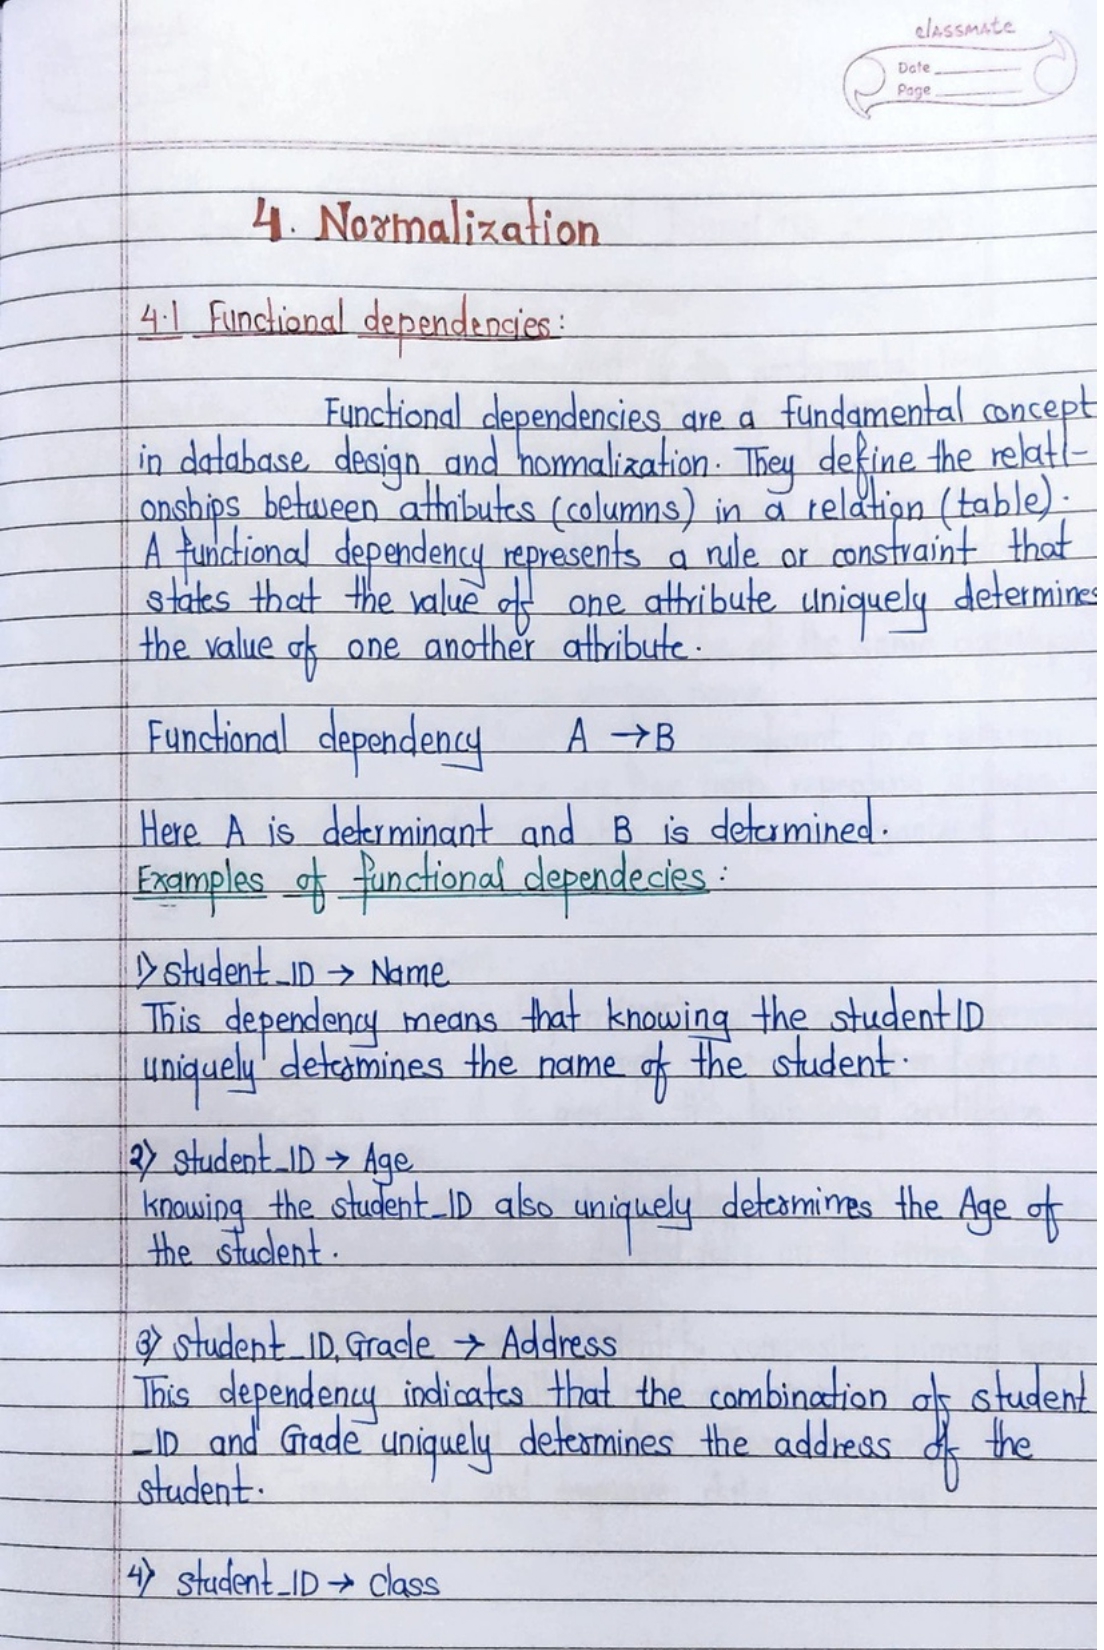 classmate
Date
Page
4. Normalization
4.1 Functional dependencies:
Functional dependencies are a fundamental concept
in database design and normalization. They define the relati-
onships between attributes (columns) in a relation (table).
A functional dependency represents a rule or constraint that
states that the value of one attribute uniquely determines
the value of one another attribute.
Functional dependency A → B
Here A is determinant and B is determined.
Examples of functional dependecies:
1) student_ID → Name
This dependency means that knowing the student ID
uniquely determines the name of the student.
2) student_ID → Age
knowing the student_ID also uniquely determines the Age of
the student.
3) student_ID, Grade → Address
This dependency indicates that the combination of student
_ID and Grade uniquely determines the address of the
student.
4) student_ID → class